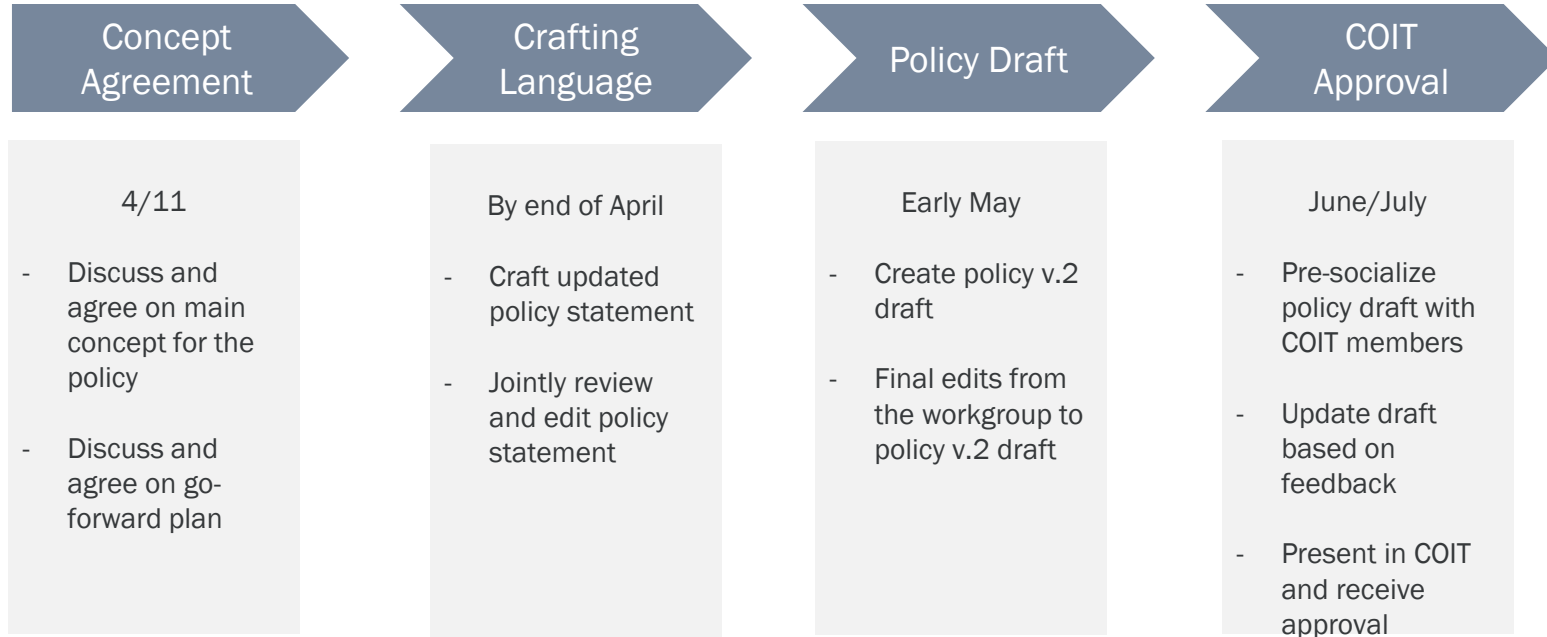 Concept
Agreement
4/11
- Discuss and
agree on main
concept for the
policy
- Discuss and
agree on go-
forward plan
Crafting
Language
By end of April
- Craft updated
policy statement
- Jointly review
and edit policy
statement
Policy Draft
Early May
- Create policy v.2
draft
- Final edits from
the workgroup to
policy v.2 draft
COIT
Approval
June/July
- Pre-socialize
policy draft with
COIT members
- Update draft
based on
feedback
- Present in COIT
and receive
approval